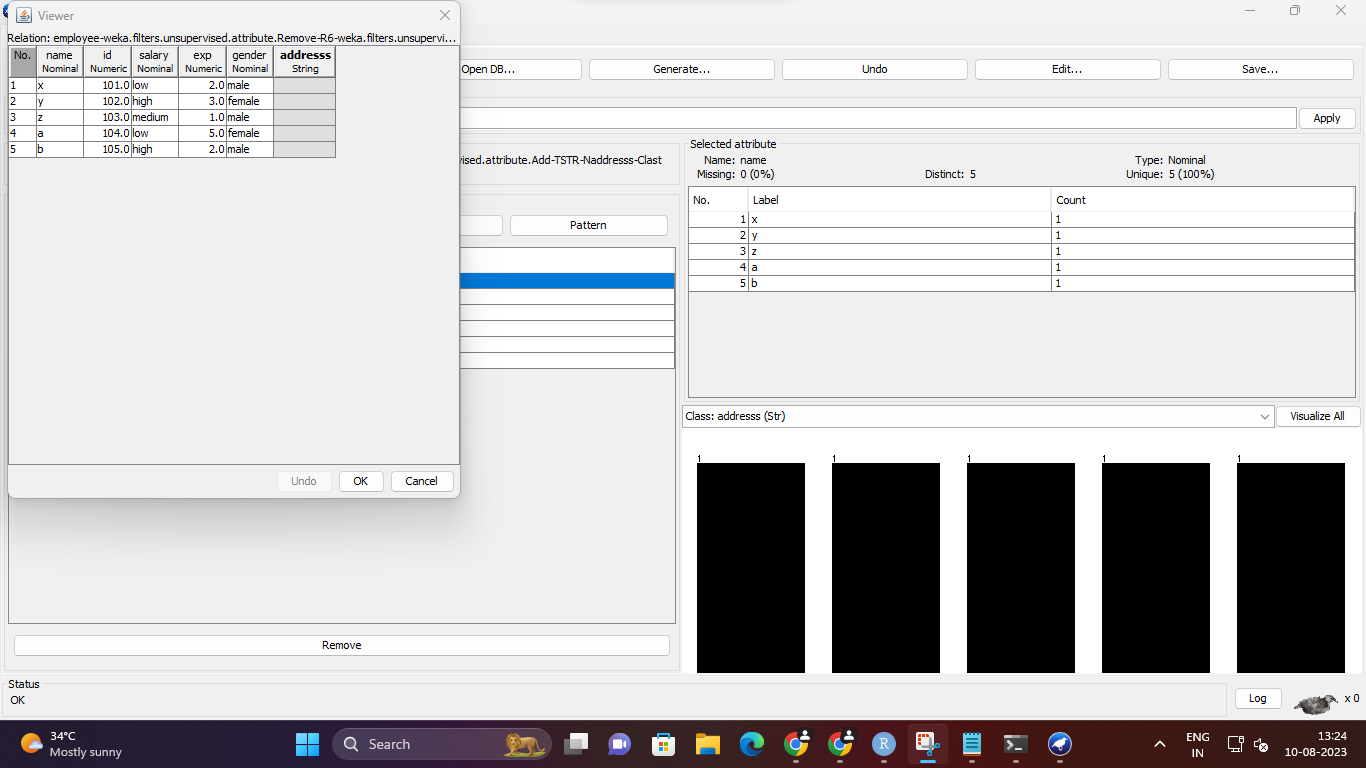 Viewer
Relation: employee-weka.filters.unsupervised.attribute.Remove-R6-weka.filters.unsupervi...
No. name id salary exp gender addresss
Nominal Numeric Nominal Numeric Nominal String
1 x 101.0 low 2.0 male
2 y 102.0 high 3.0 female
3 z 103.0 medium 1.0 male
4 a 104.0 low 5.0 female
5 b 105.0 high 2.0 male
Undo OK Cancel
Open DB... Generate... Undo Edit... Save...
Apply
ised.attribute.Add-TSTR-Naddresss-Clast
Pattern
Remove
Selected attribute
Name: name Type: Nominal
Missing: 0 (0%) Distinct: 5 Unique: 5 (100%)
No. Label Count
1 x 1
2 y 1
3 z 1
4 a 1
5 b 1
Class: addresss (Str) Visualize All
1 1 1 1 1
Status
OK
Log x 0
34°C
Mostly sunny
Search
R
ENG
IN
13:24
10-08-2023